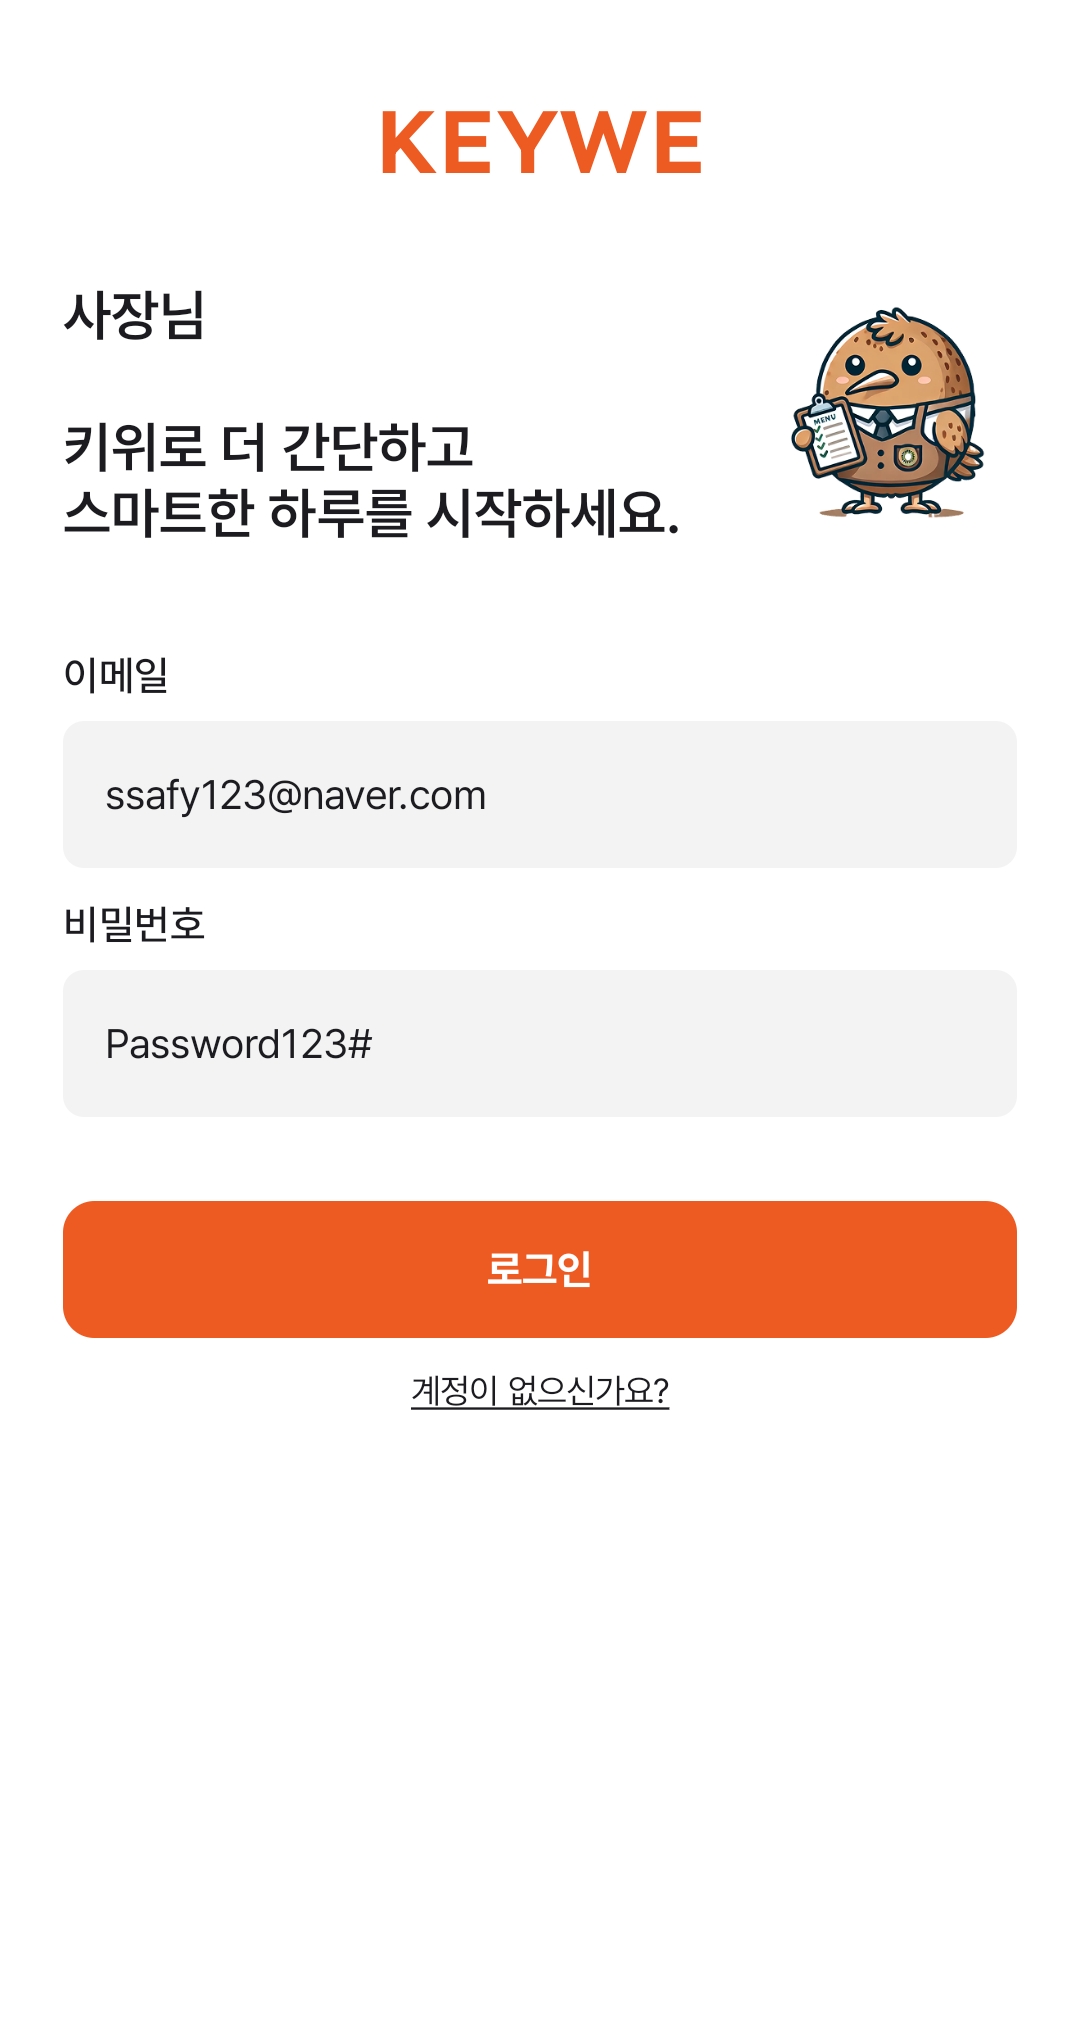 KEYWE
사장님
키위로 더 간단하고
스마트한 하루를 시작하세요.
MENU
이메일
ssafy123@naver.com
비밀번호
Password123#
로그인
계정이 없으신가요?